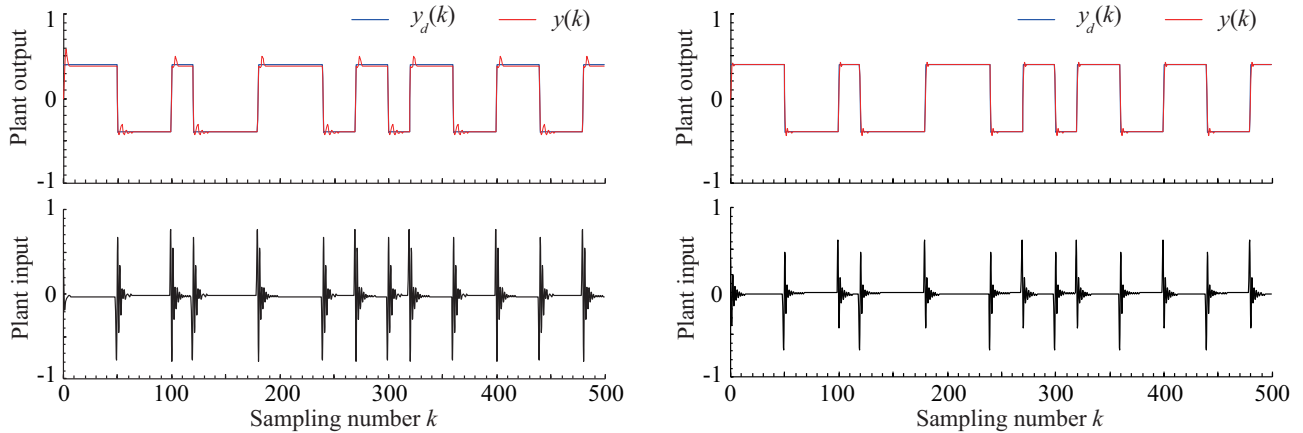 y_d(k) y(k)
1
0
-1
Plant output
1
0
-1
Plant input
0 100 200 300 400 500
Sampling number k
y_d(k) y(k)
1
0
-1
Plant output
1
0
-1
Plant input
0 100 200 300 400 500
Sampling number k